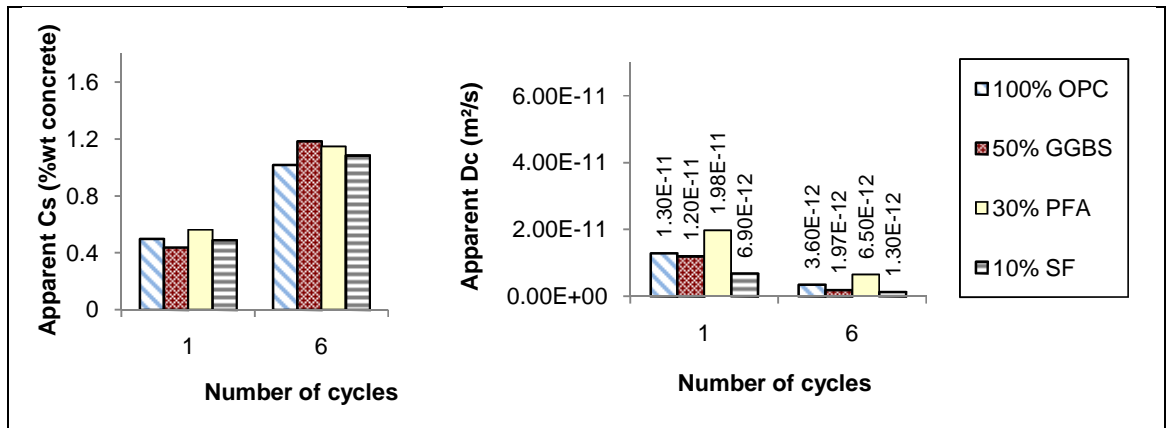 Apparent Cs (%wt concrete)
1.6
1.2
0.8
0.4
0
1
6
Number of cycles
Apparent Dc (m²/s)
6.00E-11
4.00E-11
2.00E-11
0.00E+00
1.30E-11
1.20E-11
1.98E-11
6.90E-12
3.60E-12
1.97E-12
6.50E-12
1.30E-12
1
6
Number of cycles
100% OPC
50% GGBS
30% PFA
10% SF